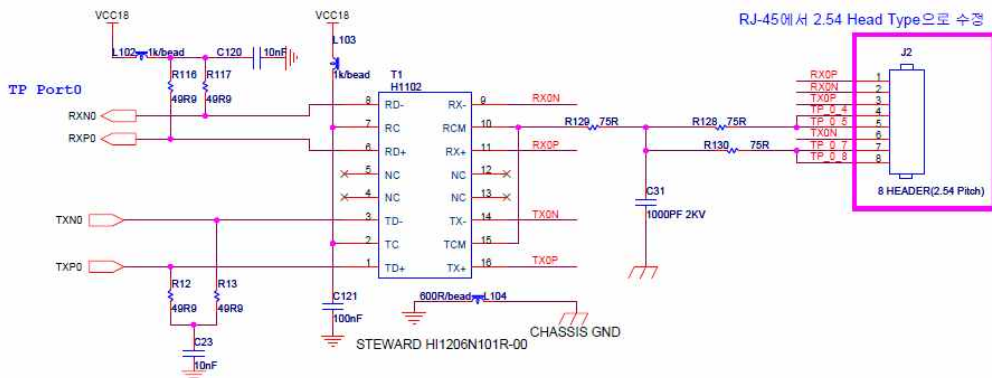 VCC18
VCC18
RJ-45에서 2.54 Head Type으로 수정
L103
J2
L102
1k/bead
C120
10nF
1k/bead
R116
R117
T1
H1102
TP Port0
49R9
49R9
RXN0
RXP0
8 RD- RX- 9 RX0N
7 RC RCM 10
6 RD+ RX+ 11 RX0P
5 NC NC 12
4 NC NC 13
3 TD- TX- 14 TX0N
2 TC TCM 15
1 TD+ TX+ 16 TX0P
R129 75R
R128 75R
R130 75R
RX0P 1
RX0N 2
TX0P 3
TP_0_4 4
TP_0_5 5
TX0N 6
TP_0_7 7
TP_0_8 8
8 HEADER(2.54 Pitch)
C31
1000PF 2KV
TXN0
TXP0
R12
R13
49R9
49R9
C23
10nF
C121
100nF
600R/bead
L104
CHASSIS GND
STEWARD HI1206N101R-00